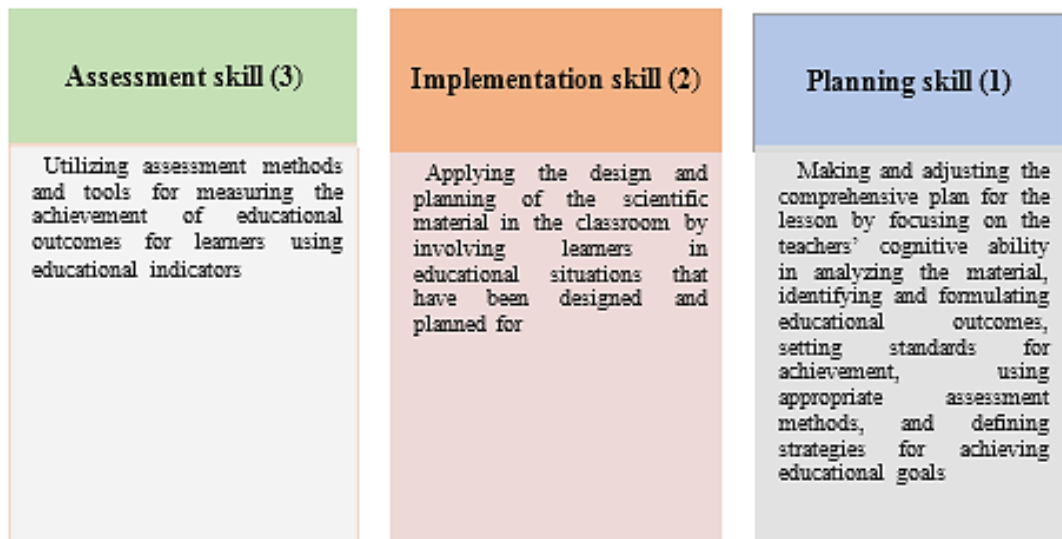 Assessment skill (3)
Utilizing assessment methods
and tools for measuring the
achievement of educational
outcomes for learners using
educational indicators
Implementation skill (2)
Applying the design and
planning of the scientific
material in the classroom by
involving learners in
educational situations that
have been designed and
planned for
Planning skill (1)
Making and adjusting the
comprehensive plan for the
lesson by focusing on the
teachers’ cognitive ability
in analyzing the material,
identifying and formulating
educational outcomes,
setting standards for
achievement, using
appropriate assessment
methods, and defining
strategies for achieving
educational goals